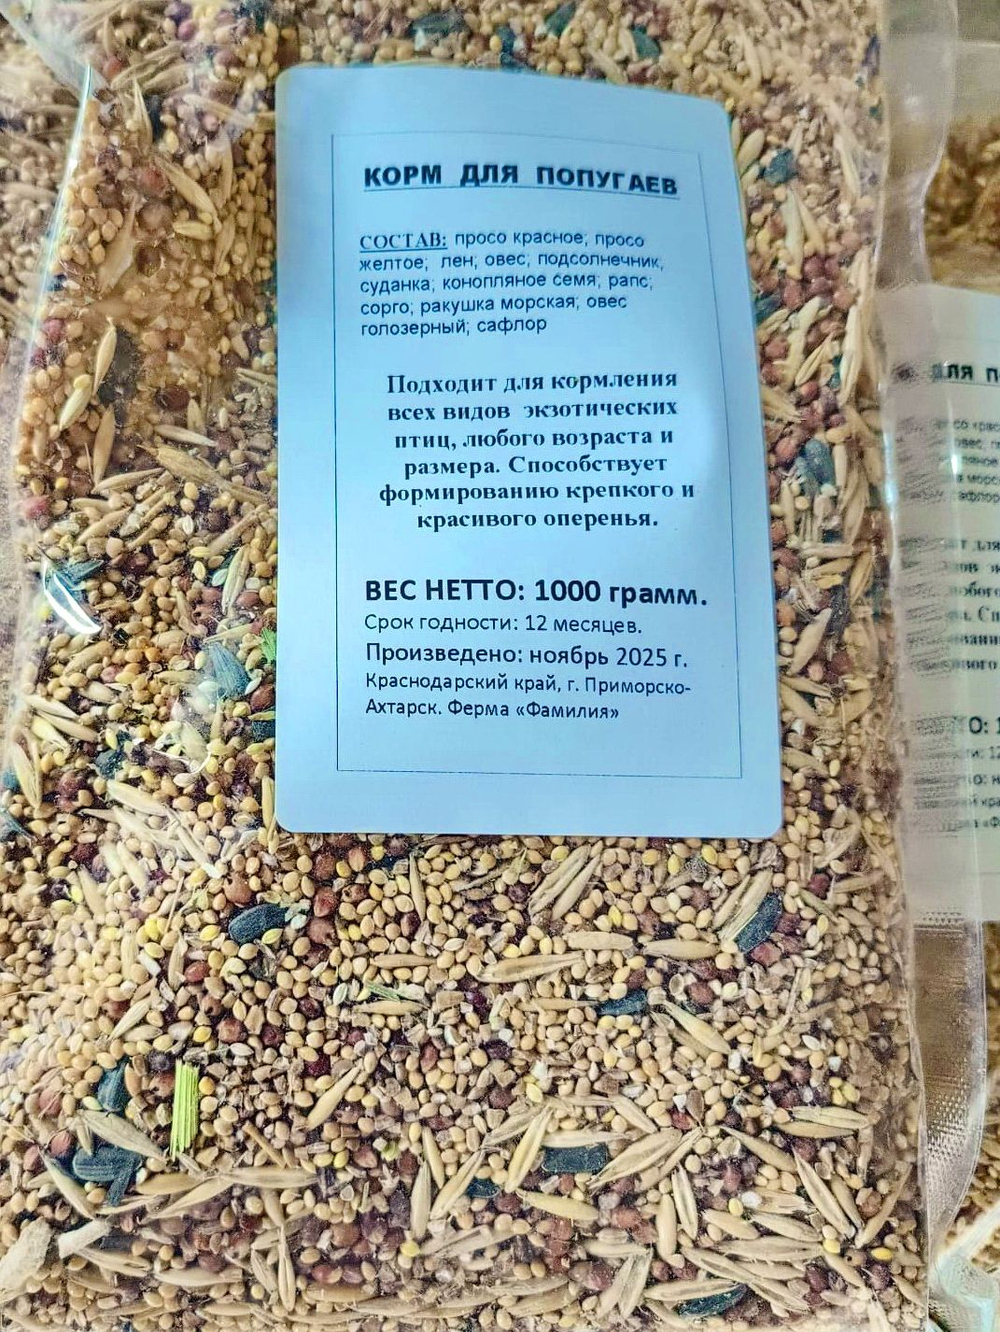 КОРМ ДЛЯ ПОПУГАЕВ
СОСТАВ: просо красное; просо
желтое; лен; овес; подсолнечник;
суданка; конопляное семя; рапс;
сорго; ракушка морская; овес
голозерный; сафлор
Подходит для кормления
всех видов экзотических
птиц, любого возраста и
размера. Способствует
формированию крепкого и
красивого оперенья.
ВЕС НЕТТО: 1000 грамм.
Срок годности: 12 месяцев.
Произведено: ноябрь 2025 г.
Краснодарский край, г. Приморско-
Ахтарск. Ферма «Фамилия»
ДЛЯ